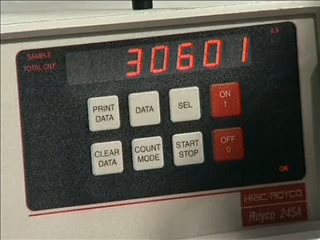 SAMPLE
TOTAL CNT
30601
PRINT DATA
DATA
SEL
ON 1
CLEAR DATA
COUNT MODE
START STOP
OFF 0
HIAC ROYCO
Royco 245A